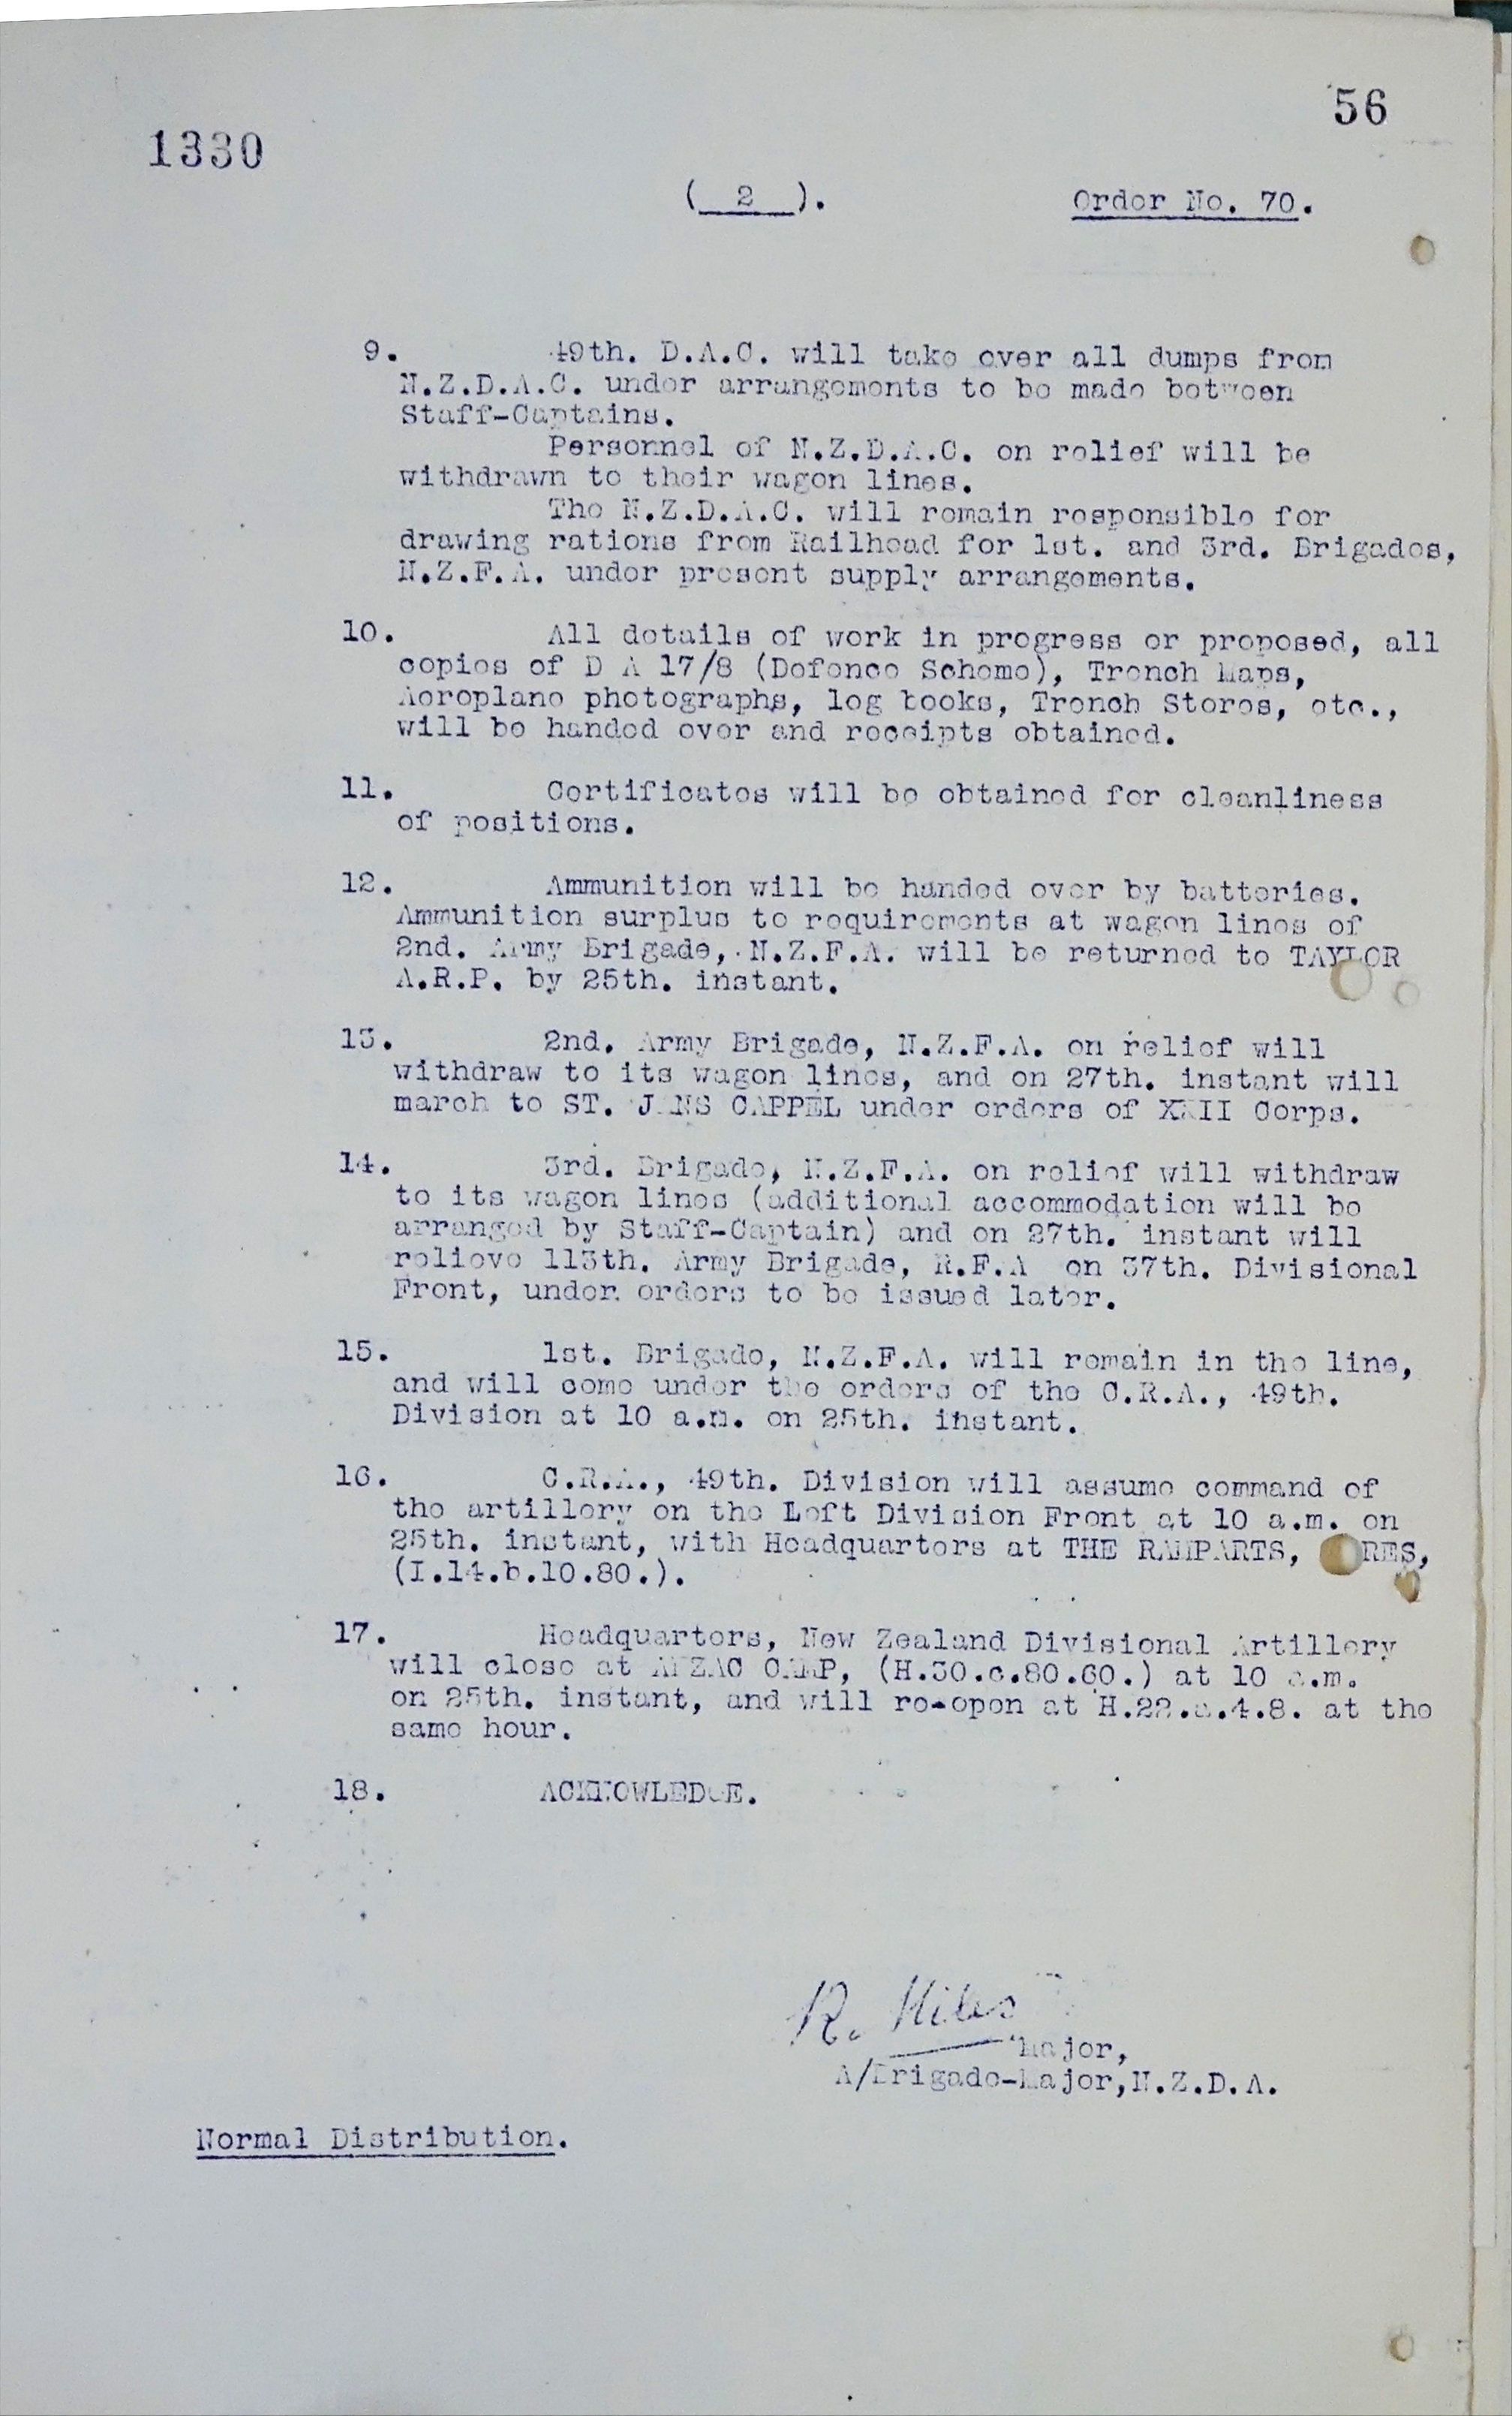 56
1330
( 2 ).
Order No. 70.
9. 49th. D.A.C. will take over all dumps from
N.Z.D.A.C. under arrangements to be made between
Staff-Captains.
Personnel of N.Z.D.A.C. on relief will be
withdrawn to their wagon lines.
The N.Z.D.A.C. will remain responsible for
drawing rations from Railhead for 1st. and 3rd. Brigades,
N.Z.F.A. under present supply arrangements.
10. All details of work in progress or proposed, all
copies of D A 17/8 (Defence Scheme), Trench Maps,
Aeroplane photographs, log books, Trench Stores, etc.,
will be handed over and receipts obtained.
11. Certificates will be obtained for cleanliness
of positions.
12. Ammunition will be handed over by batteries.
Ammunition surplus to requirements at wagon lines of
2nd. Army Brigade, N.Z.F.A. will be returned to TAYLOR
A.R.P. by 25th. instant.
13. 2nd. Army Brigade, N.Z.F.A. on relief will
withdraw to its wagon lines, and on 27th. instant will
march to ST. JANS CAPPEL under orders of XXII Corps.
14. 3rd. Brigade, N.Z.F.A. on relief will withdraw
to its wagon lines (additional accommodation will be
arranged by Staff-Captain) and on 27th. instant will
relieve 113th. Army Brigade, R.F.A on 37th. Divisional
Front, under orders to be issued later.
15. 1st. Brigade, N.Z.F.A. will remain in the line,
and will come under the orders of the C.R.A., 49th.
Division at 10 a.m. on 25th. instant.
16. C.R.A., 49th. Division will assume command of
the artillery on the Left Division Front at 10 a.m. on
25th. instant, with Headquarters at THE RAMPARTS, RES,
(I.14.b.10.80.).
17. Headquarters, New Zealand Divisional Artillery
will close at ANZAC CAMP, (H.30.c.80.60.) at 10 a.m.
on 25th. instant, and will re-open at H.22.a.4.8. at the
same hour.
18. ACKNOWLEDGE.
R. Miles
Major,
A/Brigade-Major, N.Z.D.A.
Normal Distribution.